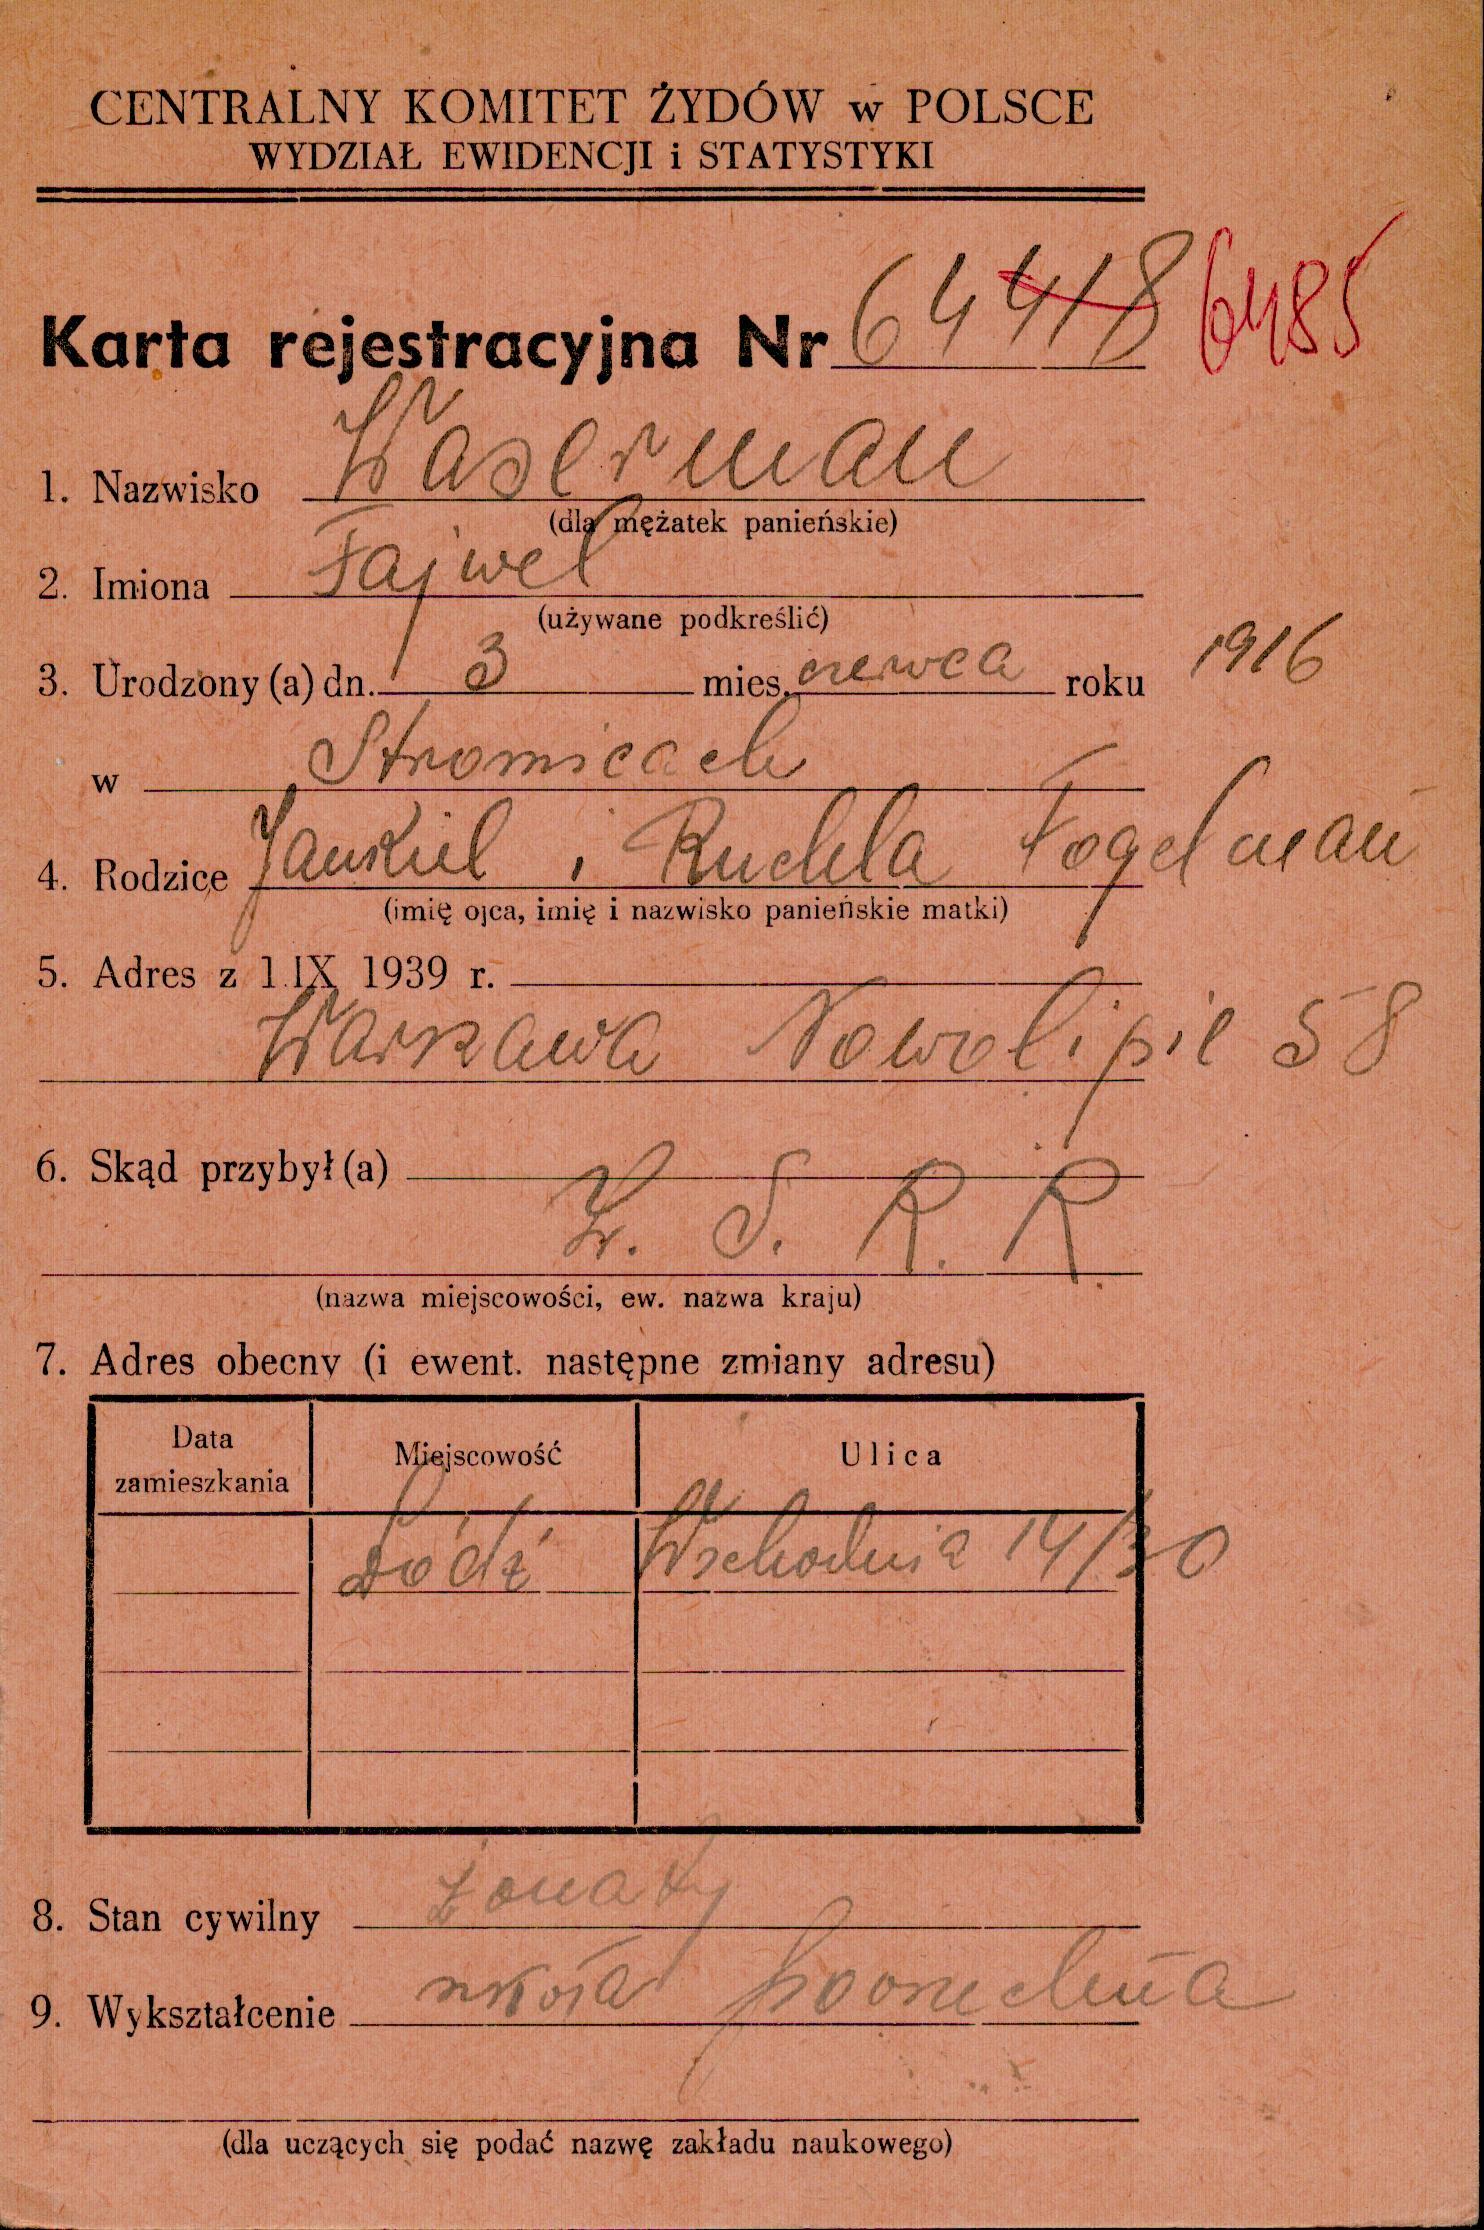 CENTRALNY KOMITET ŻYDÓW w POLSCE
WYDZIAŁ EWIDENCJI i STATYSTYKI
Karta rejestracyjna Nr 64418 6485
1. Nazwisko Waserman
(dla mężatek panieńskie)
2. Imiona Fajwel
(używane podkreślić)
3. Urodzony (a) dn. 3 mies. czerwca roku 1916
w Stromicach
4. Rodzice Jankiel i Ruchla Fogelman
(imię ojca, imię i nazwisko panieńskie matki)
5. Adres z 1 IX 1939 r.
Warszawa Nowolipie 58
6. Skąd przybył (a)
Z. S. R. R.
(nazwa miejscowości, ew. nazwa kraju)
7. Adres obecny (i ewent. następne zmiany adresu)
Data zamieszkania Miejscowość Ulica
Łódź Wschodnia 14/30
8. Stan cywilny żonaty
9. Wykształcenie szkoła powszechna
(dla uczących się podać nazwę zakładu naukowego)